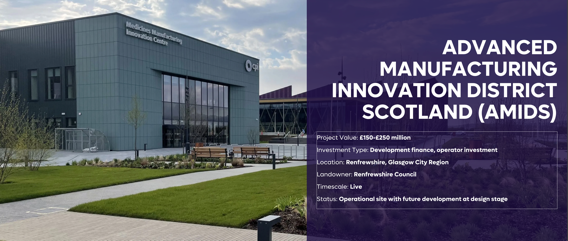 Medicines Manufacturing
Innovation Centre
cpi
ADVANCED
MANUFACTURING
INNOVATION DISTRICT
SCOTLAND (AMIDS)
Project Value: £150-£250 million
Investment Type: Development finance, operator investment
Location: Renfrewshire, Glasgow City Region
Landowner: Renfrewshire Council
Timescale: Live
Status: Operational site with future development at design stage